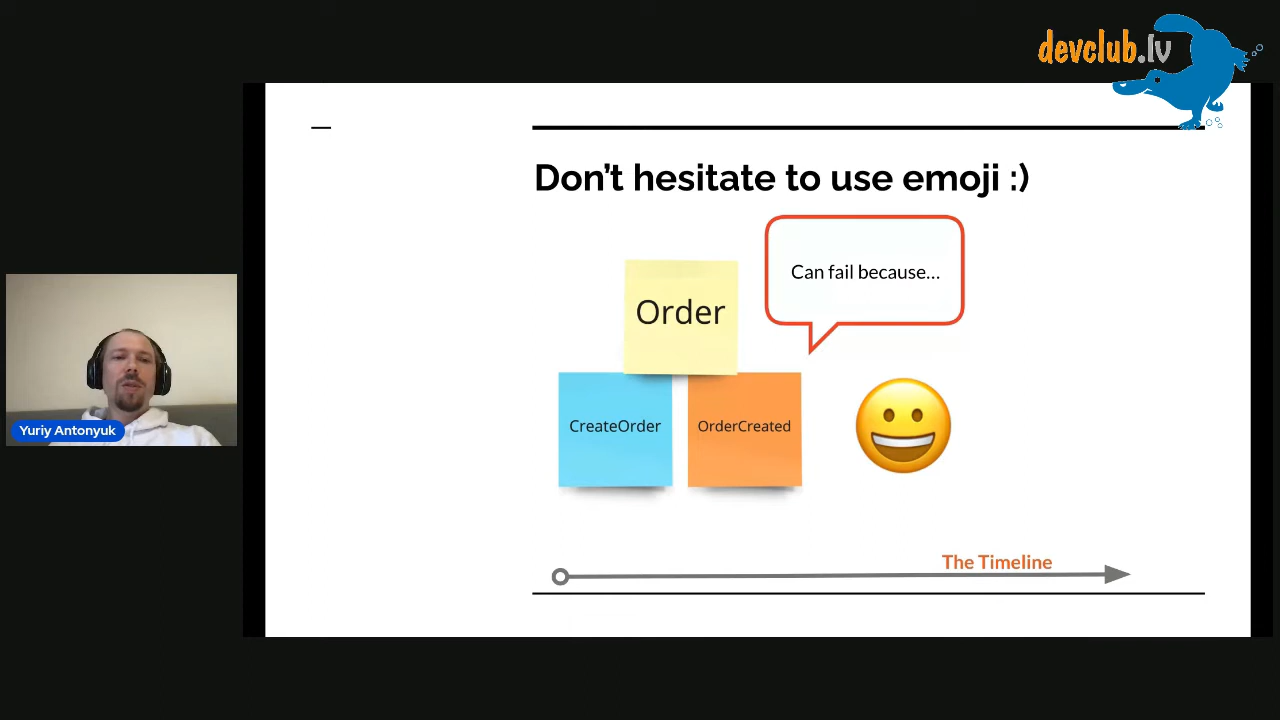 devclub.lv
Don't hesitate to use emoji :)
Can fail because...
Order
CreateOrder
OrderCreated
Yuriy Antonyuk
The Timeline